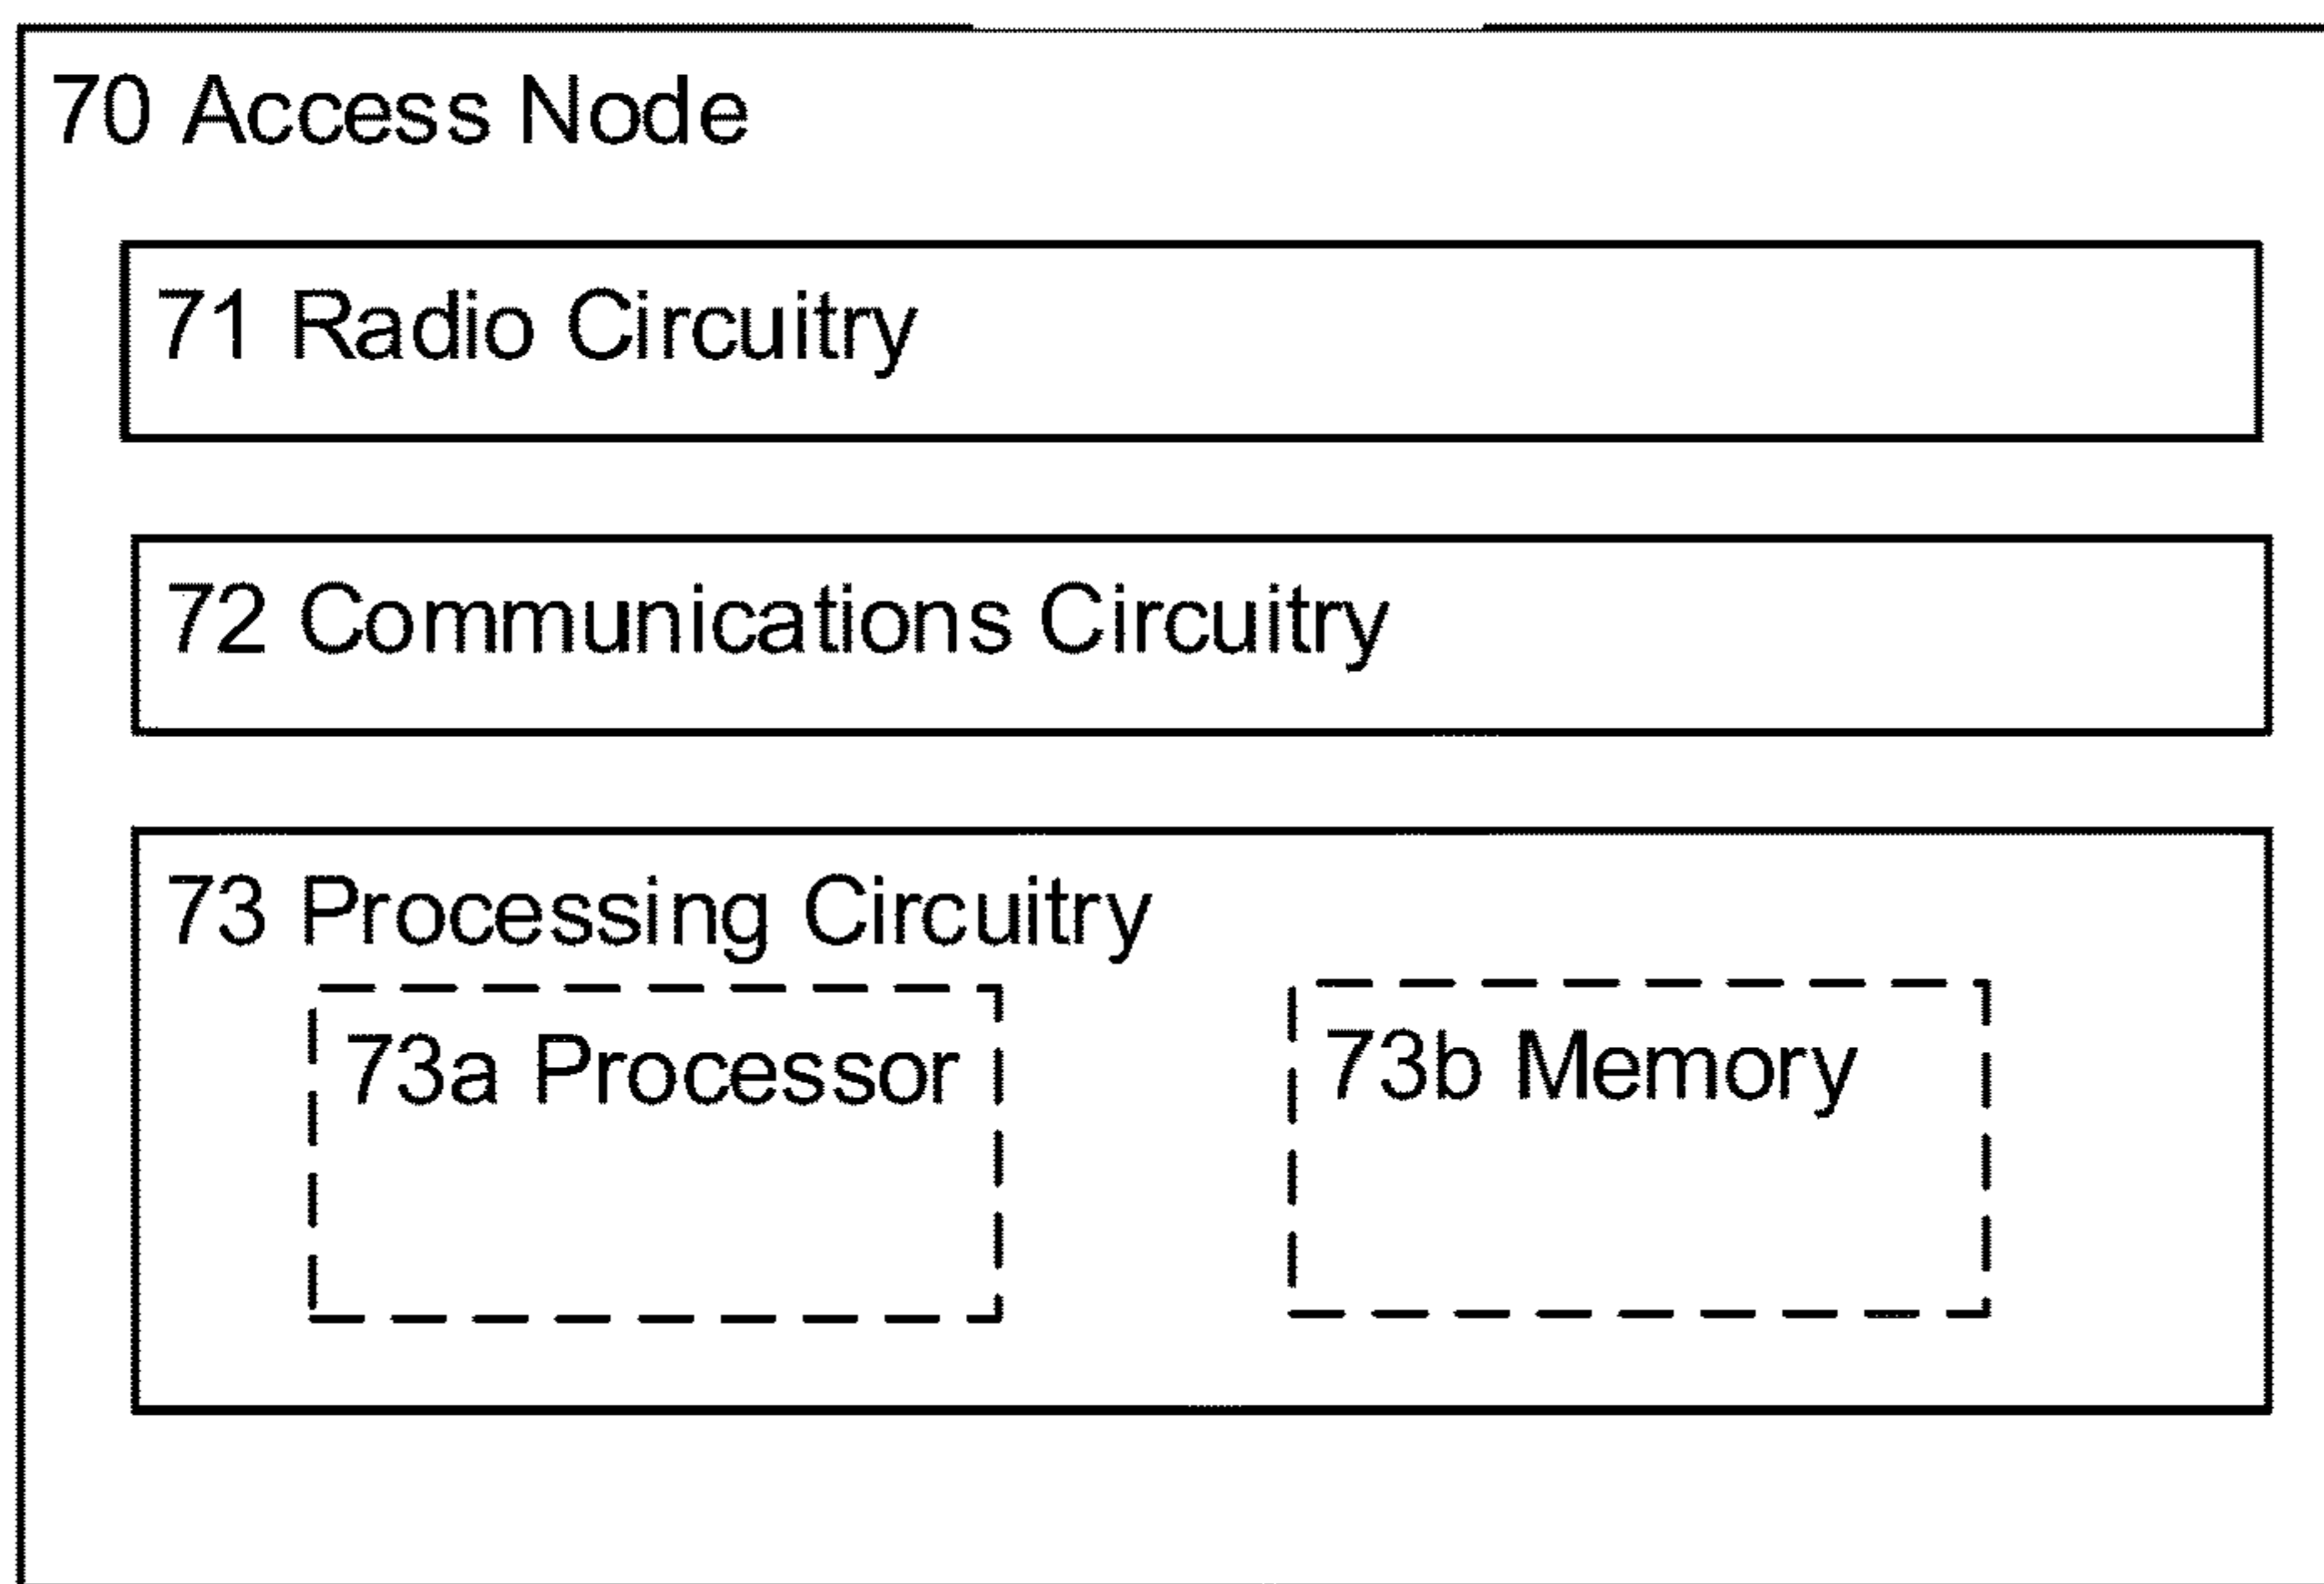 70 Access Node
71 Radio Circuitry
72 Communications Circuitry
73 Processing Circuitry
73a Processor
73b Memory